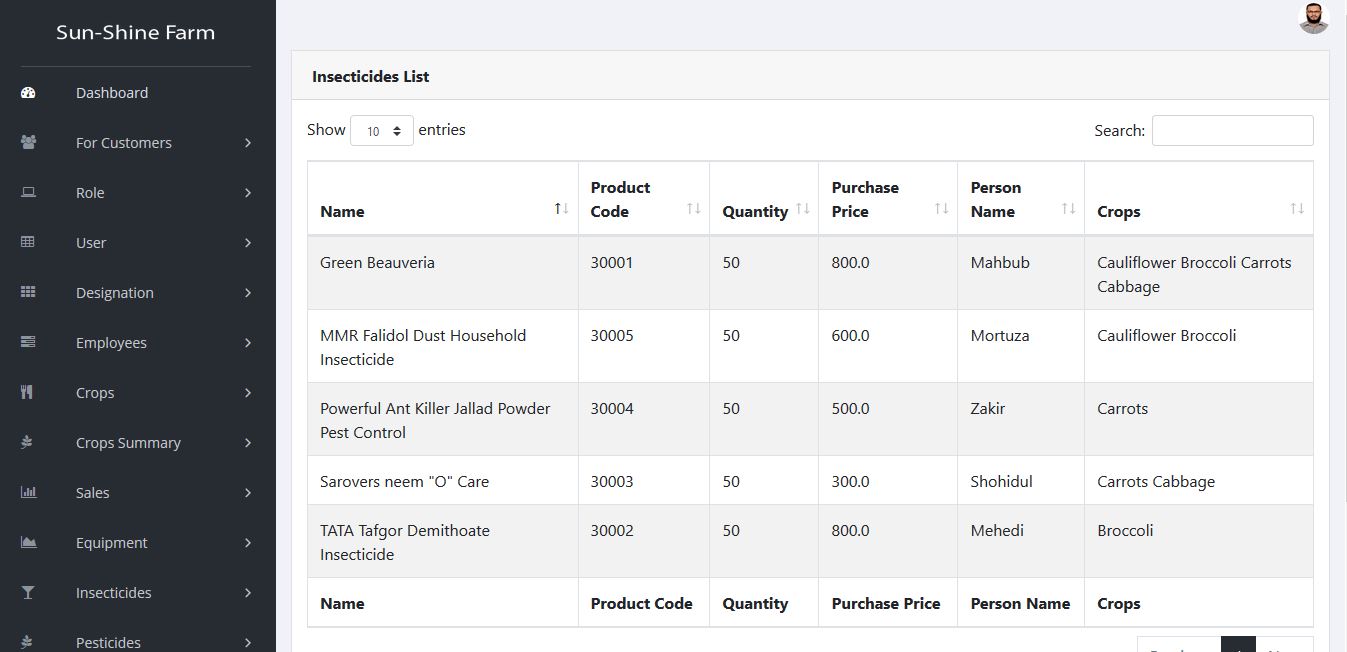 Sun-Shine Farm
Dashboard
For Customers
Role
User
Designation
Employees
Crops
Crops Summary
Sales
Equipment
Insecticides
Pesticides
Insecticides List
Show 10 entries
Search:
Name Product Code Quantity Purchase Price Person Name Crops
Green Beauveria 30001 50 800.0 Mahbub Cauliflower Broccoli Carrots
Cabbage
MMR Falidol Dust Household 30005 50 600.0 Mortuza Cauliflower Broccoli
Insecticide
Powerful Ant Killer Jallad Powder 30004 50 500.0 Zakir Carrots
Pest Control
Sarovers neem "O" Care 30003 50 300.0 Shohidul Carrots Cabbage
TATA Tafgor Demithoate 30002 50 800.0 Mehedi Broccoli
Insecticide
Name Product Code Quantity Purchase Price Person Name Crops